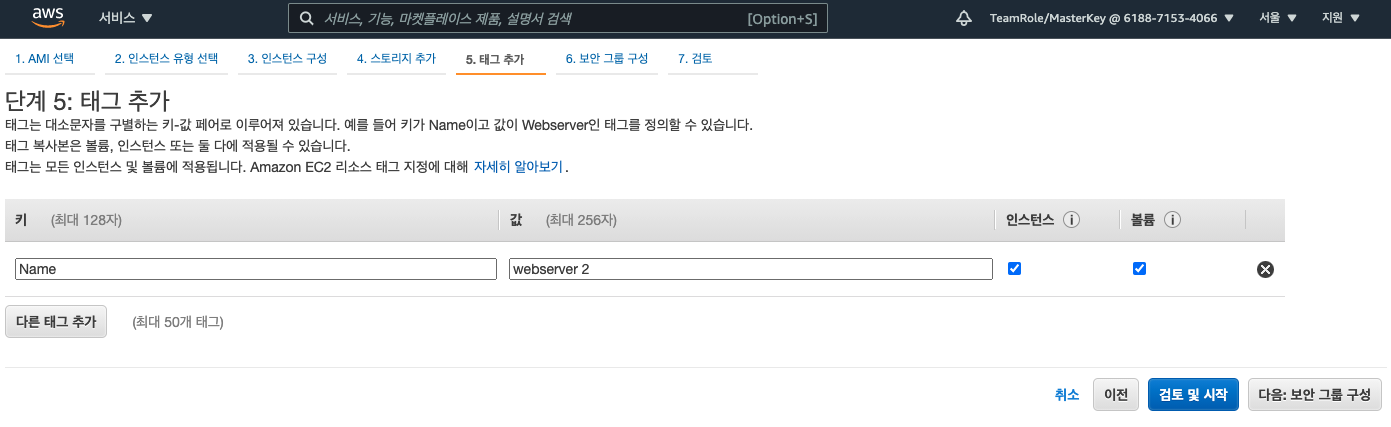 aws 서비스 서비스, 기능, 마켓플레이스 제품, 설명서 검색 [Option+S] TeamRole/MasterKey @ 6188-7153-4066 서울 지원
1. AMI 선택 2. 인스턴스 유형 선택 3. 인스턴스 구성 4. 스토리지 추가 5. 태그 추가 6. 보안 그룹 구성 7. 검토
단계 5: 태그 추가
태그는 대소문자를 구별하는 키-값 페어로 이루어져 있습니다. 예를 들어 키가 Name이고 값이 Webserver인 태그를 정의할 수 있습니다.
태그 복사본은 볼륨, 인스턴스 또는 둘 다에 적용될 수 있습니다.
태그는 모든 인스턴스 및 볼륨에 적용됩니다. Amazon EC2 리소스 태그 지정에 대해 자세히 알아보기.
키 (최대 128자) 값 (최대 256자) 인스턴스 i 볼륨 i
Name webserver 2
다른 태그 추가 (최대 50개 태그)
취소 이전 검토 및 시작 다음: 보안 그룹 구성